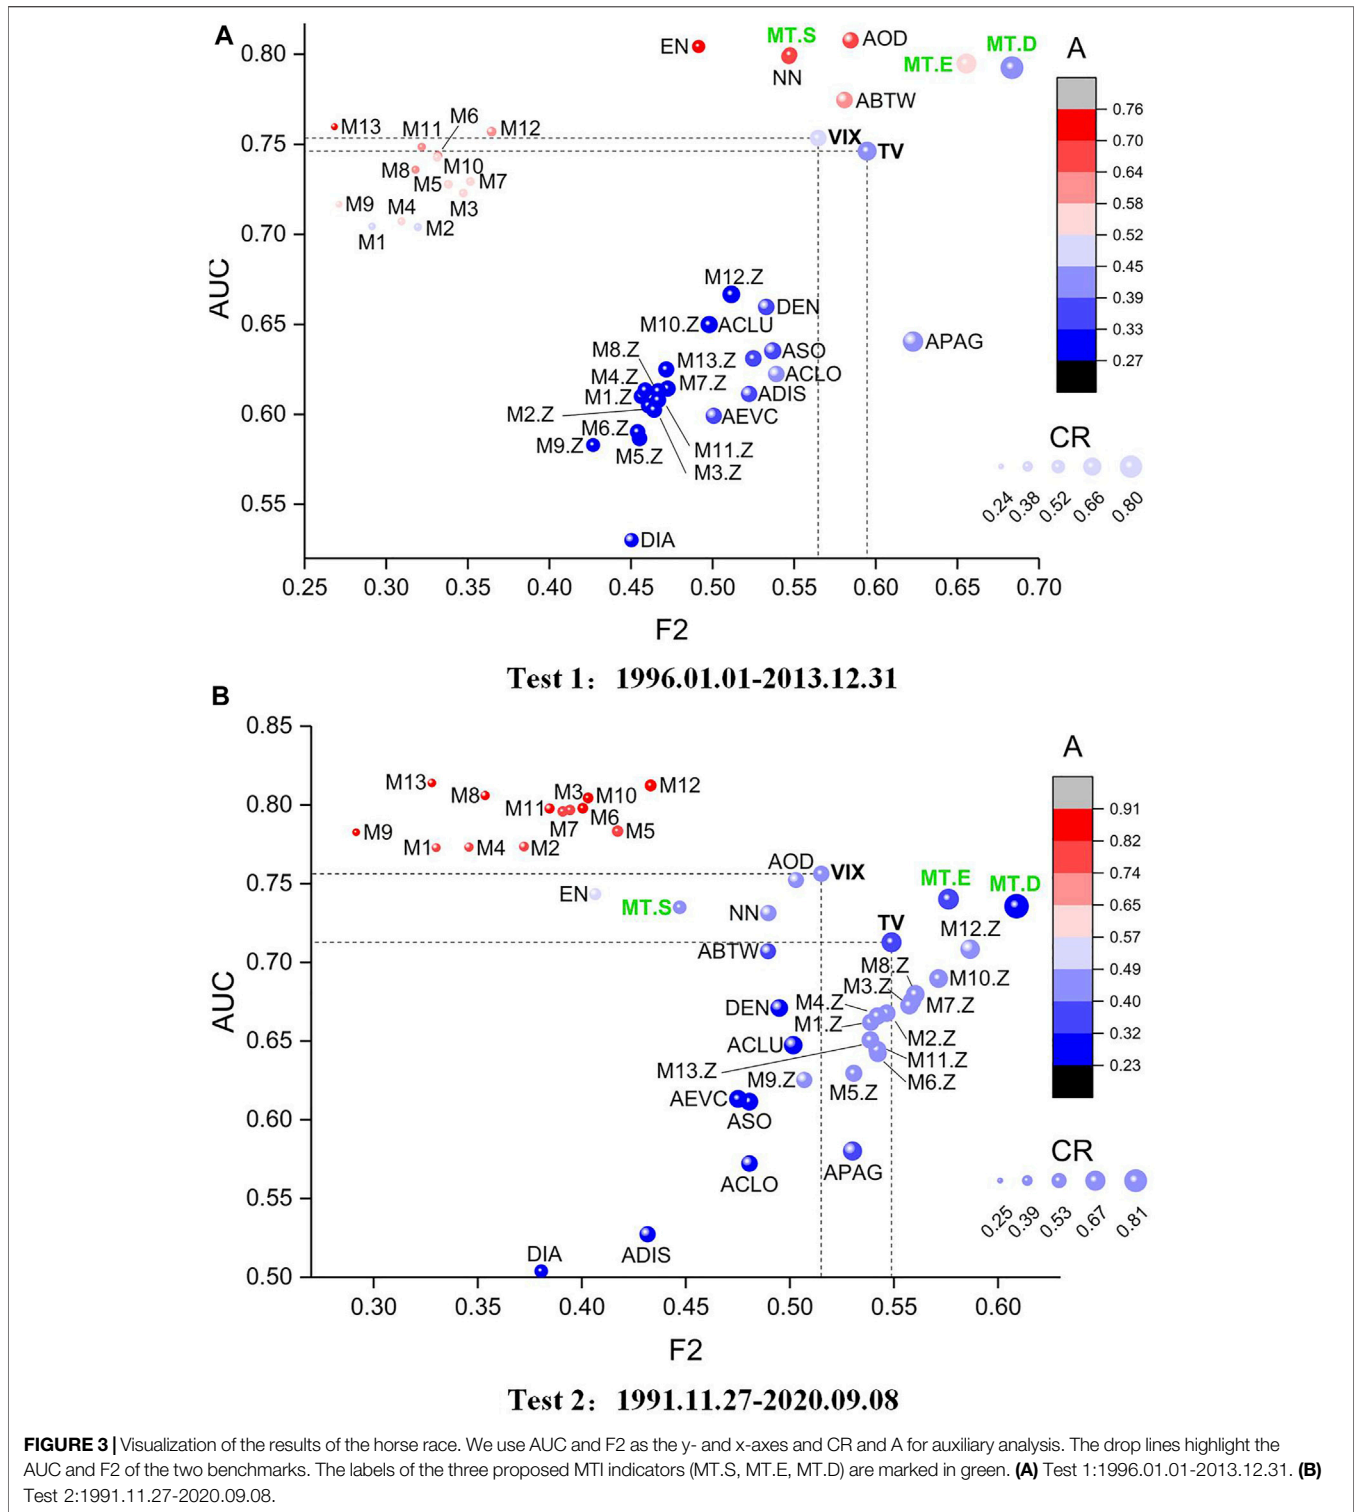 A
0.80
0.75
0.70
0.65
0.60
0.55
AUC
0.25 0.30 0.35 0.40 0.45 0.50 0.55 0.60 0.65 0.70
F2
EN
MT.S
NN
AOD
MT.E
MT.D
ABTW
M13
M11
M6
M12
VIX
TV
M8
M10
M5
M7
M9
M4
M3
M1
M2
M12.Z
DEN
M10.Z
ACLU
APAG
M8.Z
M13.Z
ASO
M4.Z
M7.Z
ACLO
M1.Z
ADIS
M2.Z
AEVC
M6.Z
M9.Z
M5.Z
M11.Z
M3.Z
DIA
A
0.76
0.70
0.64
0.58
0.52
0.45
0.39
0.33
0.27
CR
0.24 0.38 0.52 0.66 0.80
Test 1：1996.01.01-2013.12.31
B
0.85
0.80
0.75
0.70
0.65
0.60
0.55
0.50
AUC
0.30 0.35 0.40 0.45 0.50 0.55 0.60
F2
M13
M8
M3
M10
M12
M11
M6
M9
M7
M5
M1
M4
M2
AOD
VIX
EN
MT.S
NN
MT.E
MT.D
TV
M12.Z
ABTW
M8.Z
M10.Z
M3.Z
DEN
M4.Z
M7.Z
M1.Z
M2.Z
ACLU
M11.Z
M13.Z
M9.Z
M6.Z
M5.Z
AEVC
ASO
APAG
ACLO
ADIS
DIA
A
0.91
0.82
0.74
0.65
0.57
0.49
0.40
0.32
0.23
CR
0.25 0.39 0.53 0.67 0.81
Test 2：1991.11.27-2020.09.08
FIGURE 3 | Visualization of the results of the horse race. We use AUC and F2 as the y- and x-axes and CR and A for auxiliary analysis. The drop lines highlight the
AUC and F2 of the two benchmarks. The labels of the three proposed MTI indicators (MT.S, MT.E, MT.D) are marked in green. (A) Test 1:1996.01.01-2013.12.31. (B)
Test 2:1991.11.27-2020.09.08.